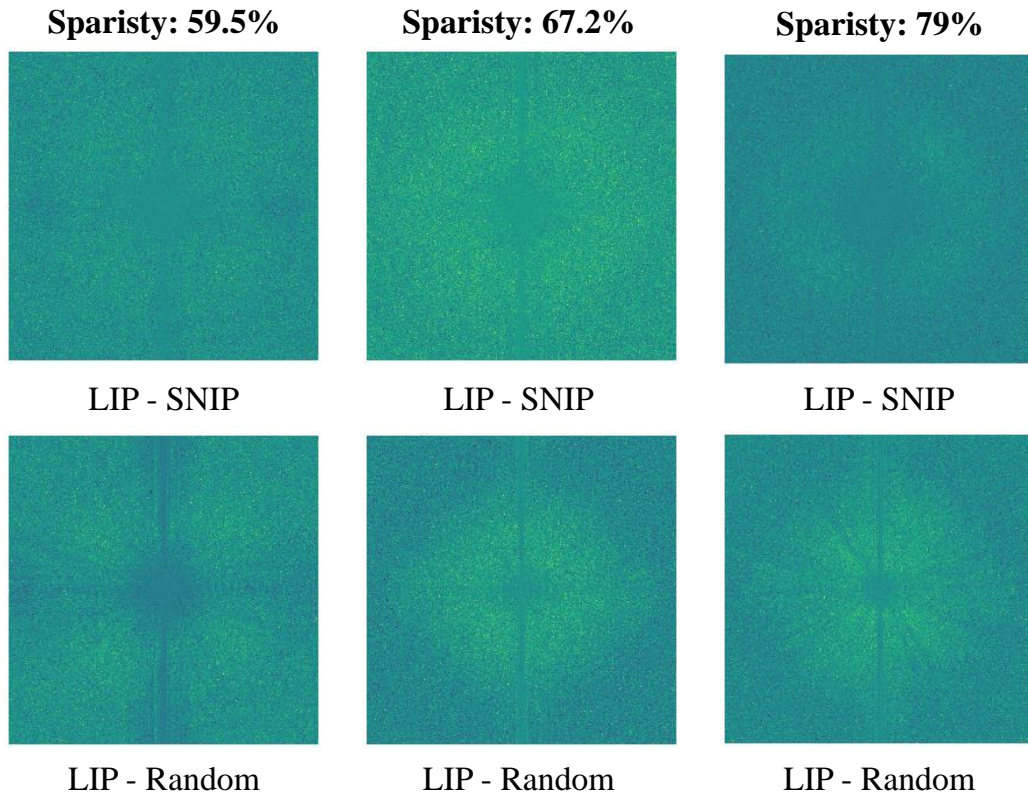 Sparisty: 59.5% Sparisty: 67.2% Sparisty: 79%
LIP - SNIP LIP - SNIP LIP - SNIP
LIP - Random LIP - Random LIP - Random